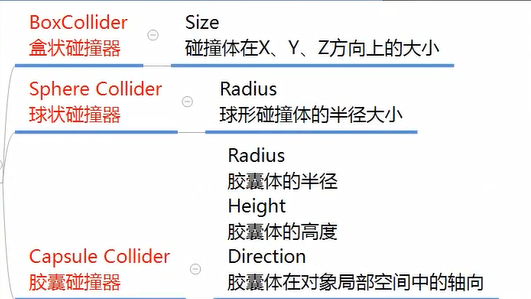 BoxCollider
盒状碰撞器
Size
碰撞体在X、Y、Z方向上的大小
Sphere Collider
球状碰撞器
Radius
球形碰撞体的半径大小
Capsule Collider
胶囊碰撞器
Radius
胶囊体的半径
Height
胶囊体的高度
Direction
胶囊体在对象局部空间中的轴向